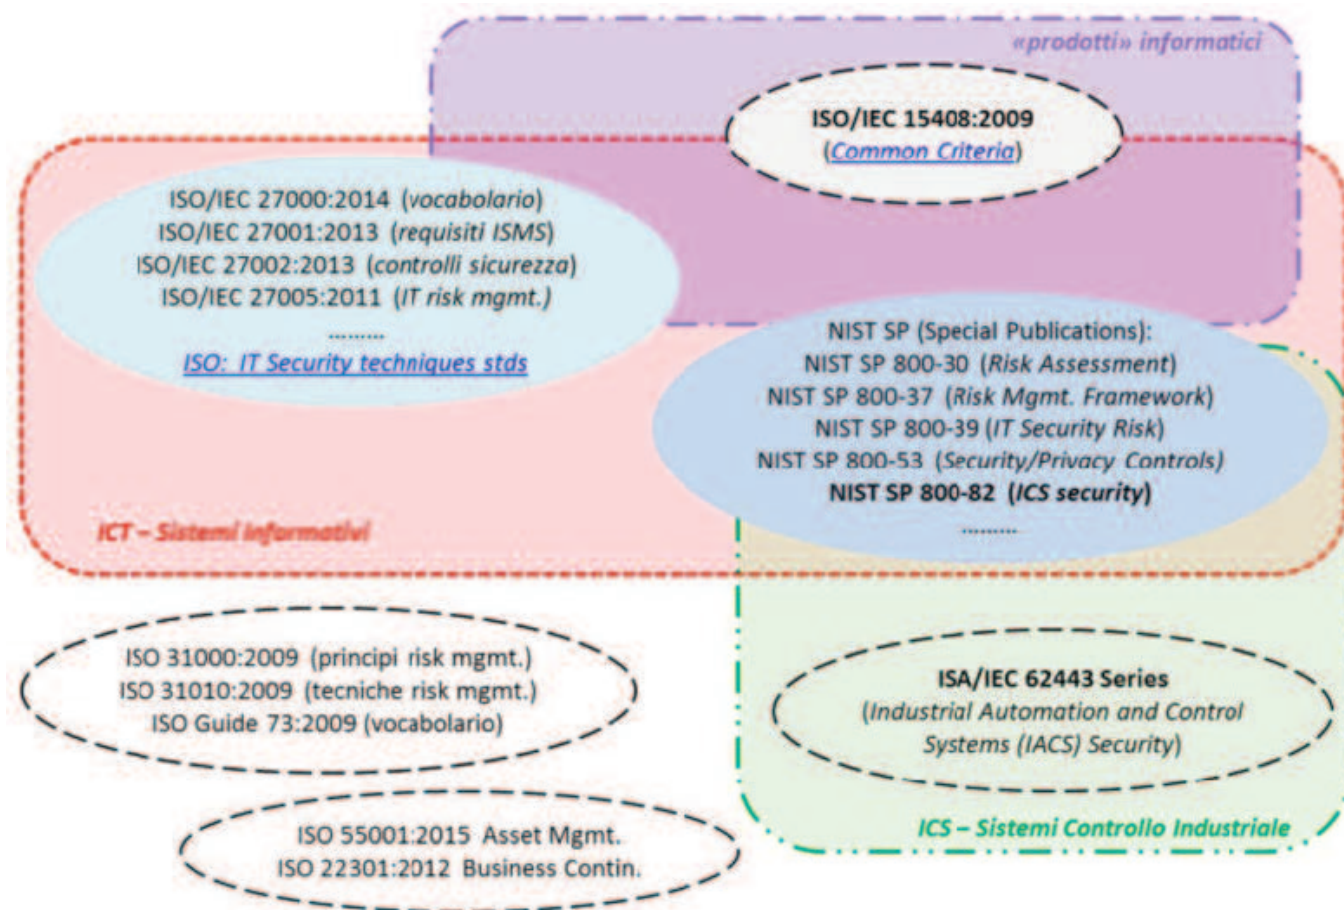 «prodotti» informatici
ISO/IEC 15408:2009
(Common Criteria)
ISO/IEC 27000:2014 (vocabolario)
ISO/IEC 27001:2013 (requisiti ISMS)
ISO/IEC 27002:2013 (controlli sicurezza)
ISO/IEC 27005:2011 (IT risk mgmt.)
.........
ISO: IT Security techniques stds
NIST SP (Special Publications):
NIST SP 800-30 (Risk Assessment)
NIST SP 800-37 (Risk Mgmt. Framework)
NIST SP 800-39 (IT Security Risk)
NIST SP 800-53 (Security/Privacy Controls)
NIST SP 800-82 (ICS security)
.........
ICT – Sistemi Informativi
ISO 31000:2009 (principi risk mgmt.)
ISO 31010:2009 (tecniche risk mgmt.)
ISO Guide 73:2009 (vocabolario)
ISA/IEC 62443 Series
(Industrial Automation and Control
Systems (IACS) Security)
ISO 55001:2015 Asset Mgmt.
ISO 22301:2012 Business Contin.
ICS – Sistemi Controllo Industriale